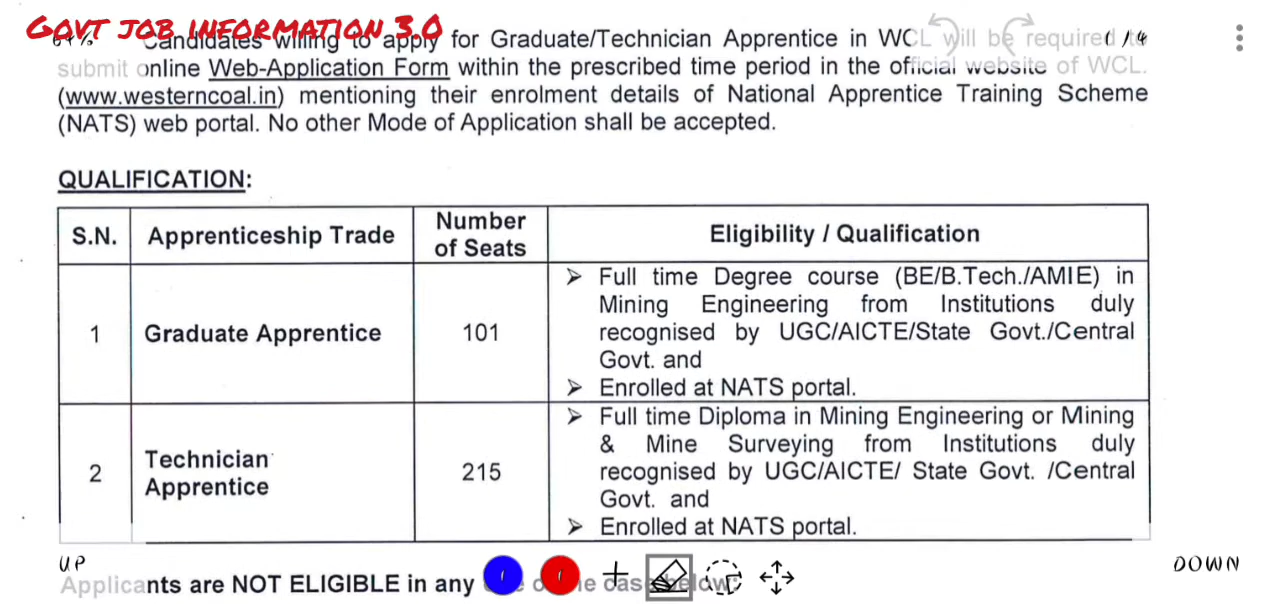 GOVT JOB INFORMATION 3.0
Candidates willing to apply for Graduate/Technician Apprentice in WCL will be required to
submit online Web-Application Form within the prescribed time period in the official website of WCL.
(www.westerncoal.in) mentioning their enrolment details of National Apprentice Training Scheme
(NATS) web portal. No other Mode of Application shall be accepted.
QUALIFICATION:
S.N. Apprenticeship Trade Number of Seats Eligibility / Qualification
1 Graduate Apprentice 101
➢ Full time Degree course (BE/B.Tech./AMIE) in
Mining Engineering from Institutions duly
recognised by UGC/AICTE/State Govt./Central
Govt. and
➢ Enrolled at NATS portal.
2 Technician Apprentice 215
➢ Full time Diploma in Mining Engineering or Mining
& Mine Surveying from Institutions duly
recognised by UGC/AICTE/ State Govt. /Central
Govt. and
➢ Enrolled at NATS portal.
UP
DOWN
Applicants are NOT ELIGIBLE in any of the case below: